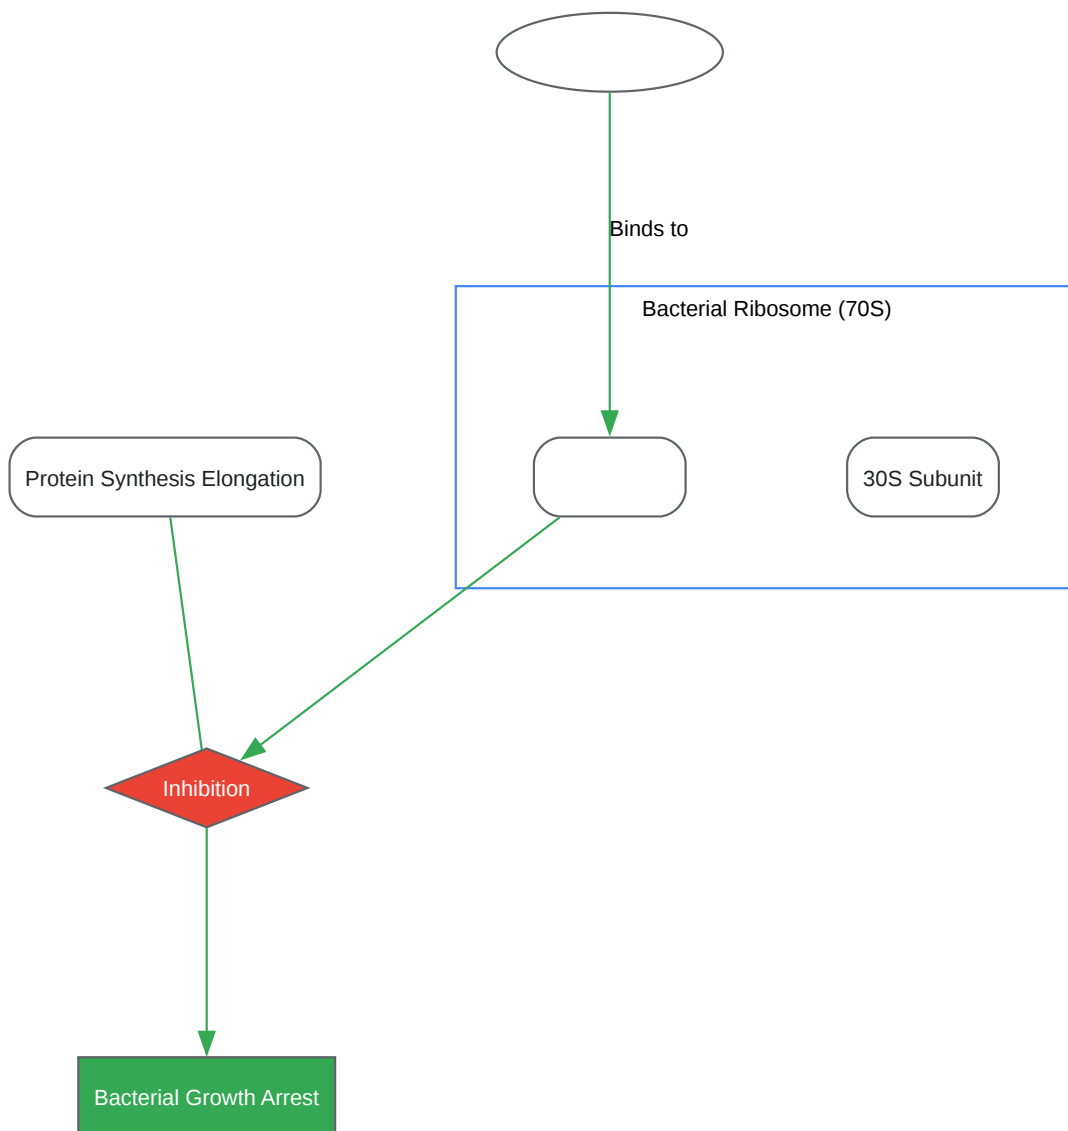 Binds to
Bacterial Ribosome (70S)
Protein Synthesis Elongation
30S Subunit
Inhibition
Bacterial Growth Arrest